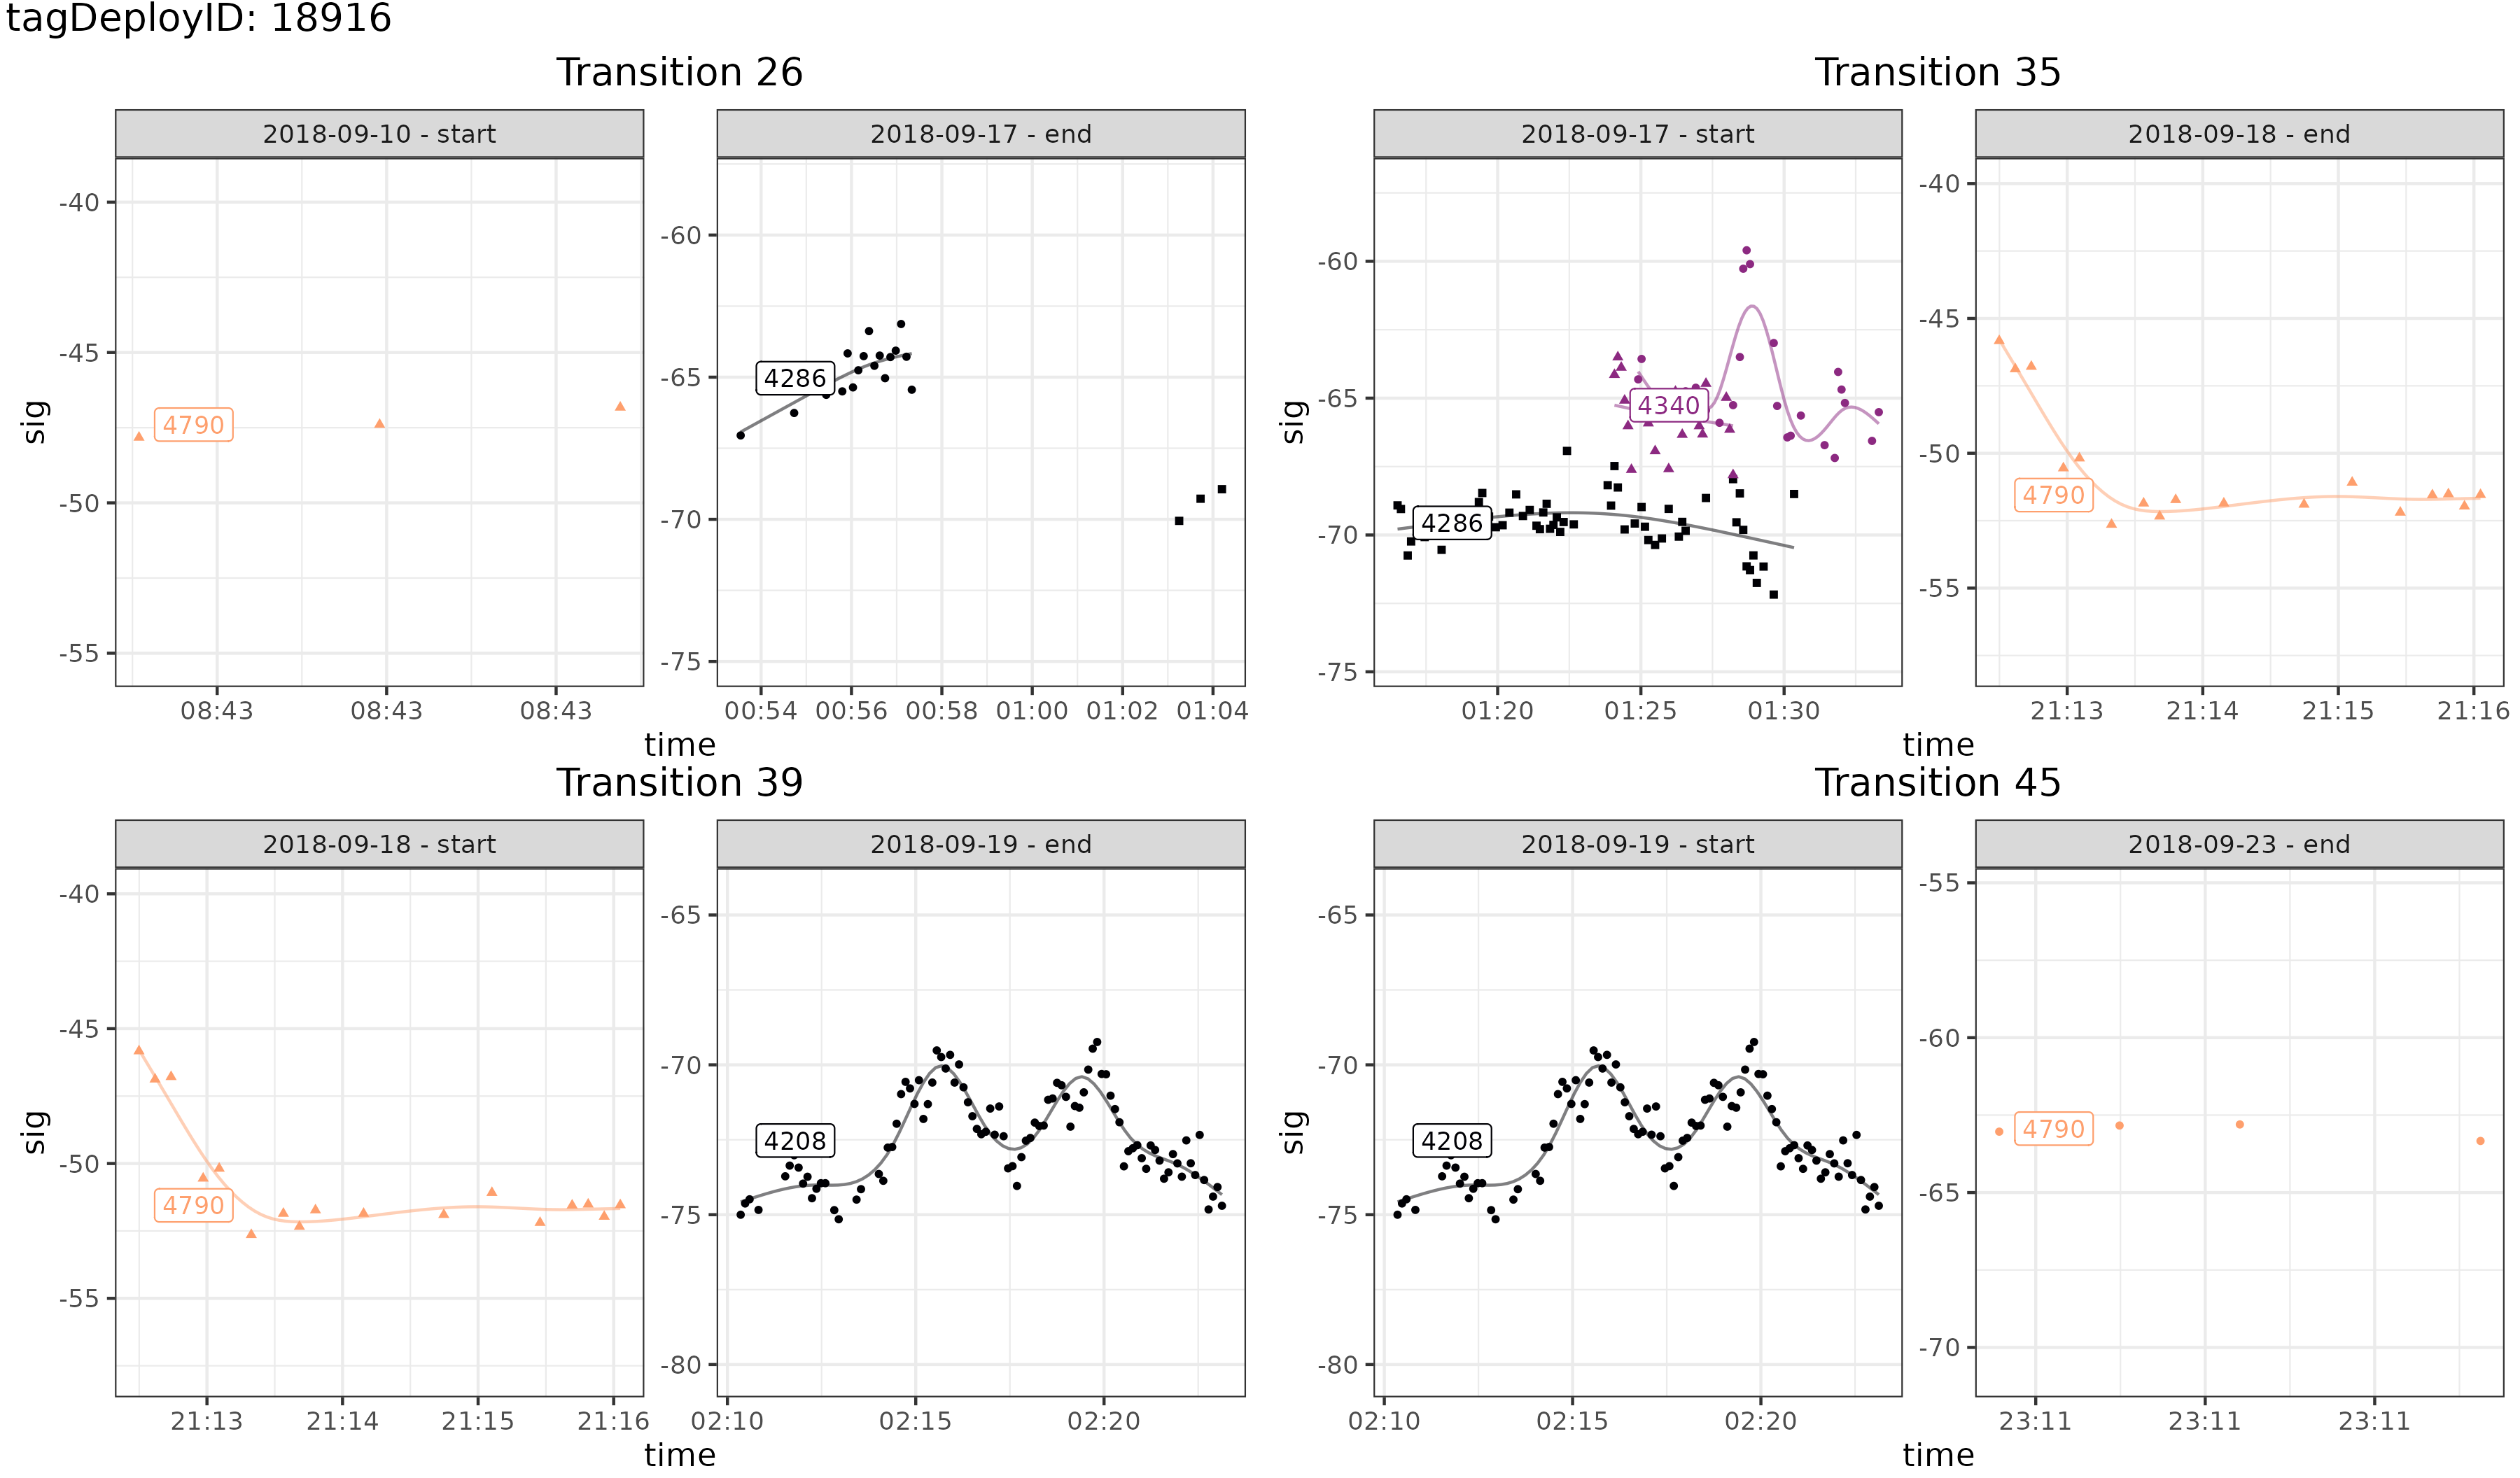 tagDeployID: 18916
Transition 26
Transition 35
2018-09-10 - start
2018-09-17 - end
2018-09-17 - start
2018-09-18 - end
sig
-40
-45
-50
-55
4790
08:43 08:43 08:43
-60
-65
-70
-75
4286
00:54 00:56 00:58 01:00 01:02 01:04
time
sig
-60
-65
-70
-75
4340
4286
01:20 01:25 01:30
-40
-45
-50
-55
4790
21:13 21:14 21:15 21:16
time
Transition 39
Transition 45
2018-09-18 - start
2018-09-19 - end
2018-09-19 - start
2018-09-23 - end
sig
-40
-45
-50
-55
4790
21:13 21:14 21:15 21:16
-65
-70
-75
-80
4208
02:10 02:15 02:20
time
sig
-65
-70
-75
-80
4208
02:10 02:15 02:20
-55
-60
-65
-70
4790
23:11 23:11 23:11
time